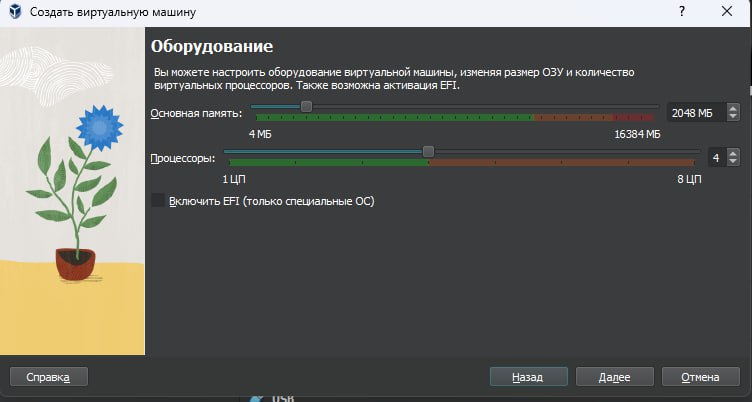 Создать виртуальную машину
?
Оборудование
Вы можете настроить оборудование виртуальной машины, изменяя размер ОЗУ и количество
виртуальных процессоров. Также возможна активация EFI.
Основная память:
2048 МБ
4 МБ
16384 МБ
Процессоры:
4
1 ЦП
8 ЦП
Включить EFI (только специальные ОС)
Справка
Назад
Далее
Отмена
USB